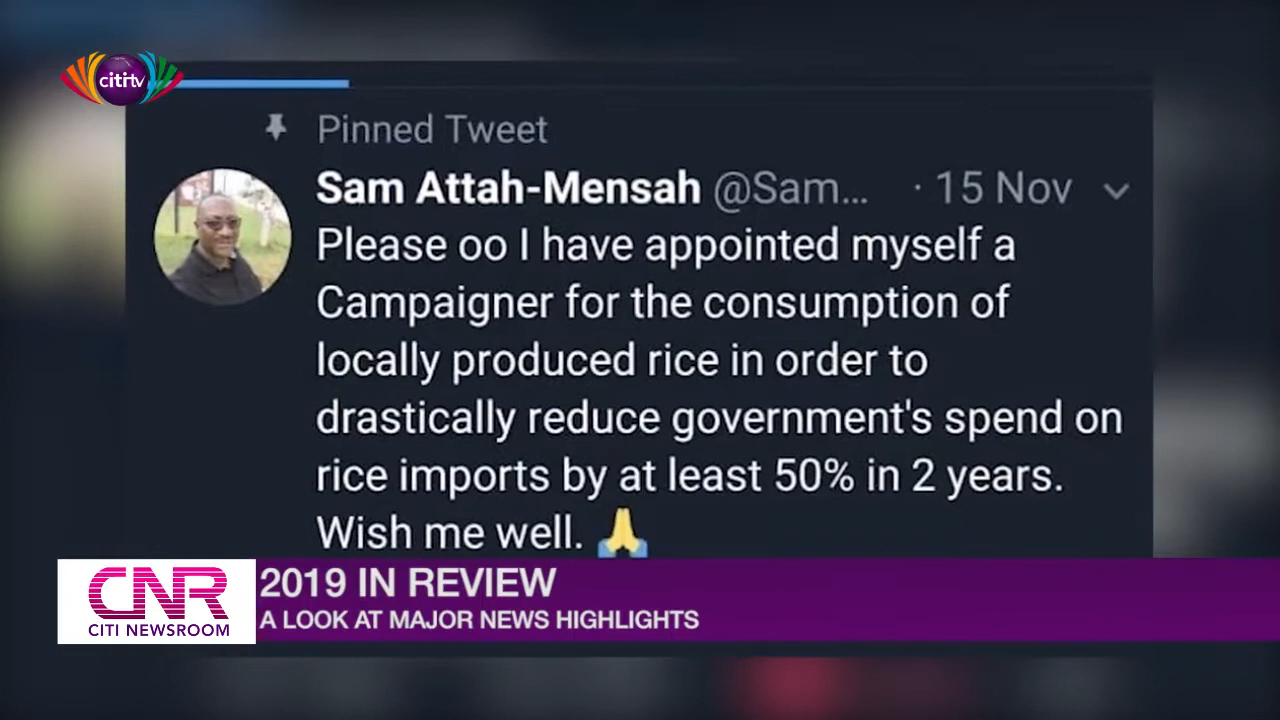 citi tv
Pinned Tweet
Sam Attah-Mensah @Sam... · 15 Nov
Please oo I have appointed myself a
Campaigner for the consumption of
locally produced rice in order to
drastically reduce government's spend on
rice imports by at least 50% in 2 years.
Wish me well. 🙏
CNR
CITI NEWSROOM
2019 IN REVIEW
A LOOK AT MAJOR NEWS HIGHLIGHTS